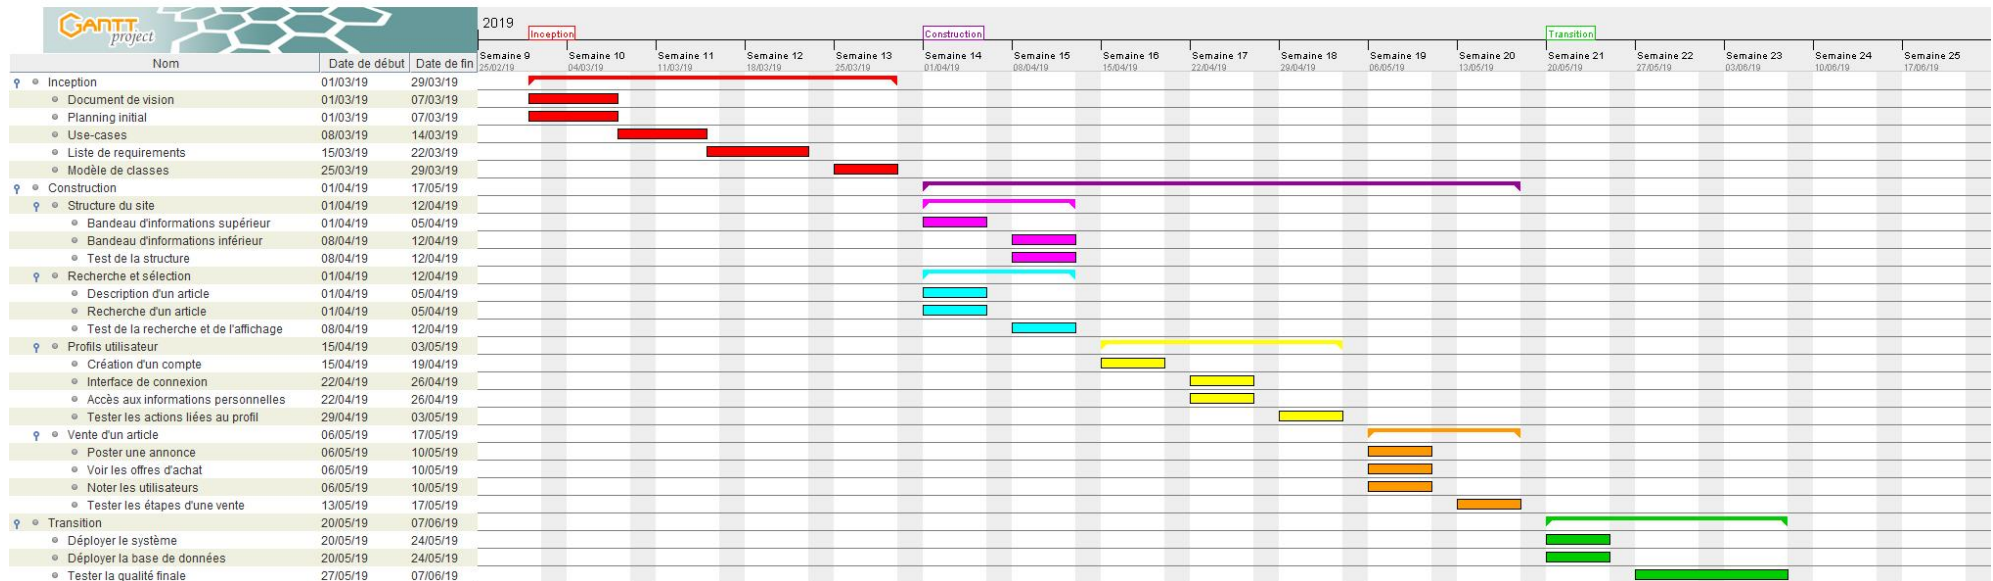 GANTT project
2019
Inception Construction Transition
Semaine 9 Semaine 10 Semaine 11 Semaine 12 Semaine 13 Semaine 14 Semaine 15 Semaine 16 Semaine 17 Semaine 18 Semaine 19 Semaine 20 Semaine 21 Semaine 22 Semaine 23 Semaine 24 Semaine 25
25/02/19 04/03/19 11/03/19 18/03/19 25/03/19 01/04/19 08/04/19 15/04/19 22/04/19 29/04/19 06/05/19 13/05/19 20/05/19 27/05/19 03/06/19 10/06/19 17/06/19
Nom Date de début Date de fin
Inception 01/03/19 29/03/19
Document de vision 01/03/19 07/03/19
Planning initial 01/03/19 07/03/19
Use-cases 08/03/19 14/03/19
Liste de requirements 15/03/19 22/03/19
Modèle de classes 25/03/19 29/03/19
Construction 01/04/19 17/05/19
Structure du site 01/04/19 12/04/19
Bandeau d'informations supérieur 01/04/19 05/04/19
Bandeau d'informations inférieur 08/04/19 12/04/19
Test de la structure 08/04/19 12/04/19
Recherche et sélection 01/04/19 12/04/19
Description d'un article 01/04/19 05/04/19
Recherche d'un article 01/04/19 05/04/19
Test de la recherche et de l'affichage 08/04/19 12/04/19
Profils utilisateur 15/04/19 03/05/19
Création d'un compte 15/04/19 19/04/19
Interface de connexion 22/04/19 26/04/19
Accès aux informations personnelles 22/04/19 26/04/19
Tester les actions liées au profil 29/04/19 03/05/19
Vente d'un article 06/05/19 17/05/19
Poster une annonce 06/05/19 10/05/19
Voir les offres d'achat 06/05/19 10/05/19
Noter les utilisateurs 06/05/19 10/05/19
Tester les étapes d'une vente 13/05/19 17/05/19
Transition 20/05/19 07/06/19
Déployer le système 20/05/19 24/05/19
Déployer la base de données 20/05/19 24/05/19
Tester la qualité finale 27/05/19 07/06/19